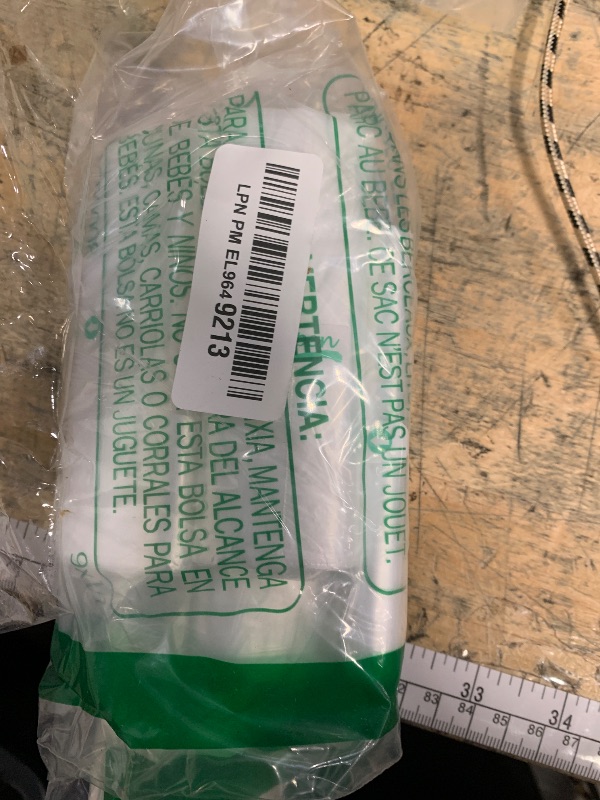 LPN PM EL9649213
ADVERTENCIA:
XIA, MANTENGA
RA DEL ALCANCE
E BEBES Y NIÑOS. NO
ESTA BOLSA EN
CUNAS, CAMAS, CARRIOLAS O CORRALES PARA
BEBES. ESTA BOLSA NO ES UN JUGUETE.
PARC AU BEBE. CE SAC N'EST PAS UN JOUET.
33
34
83
84
85
86
87